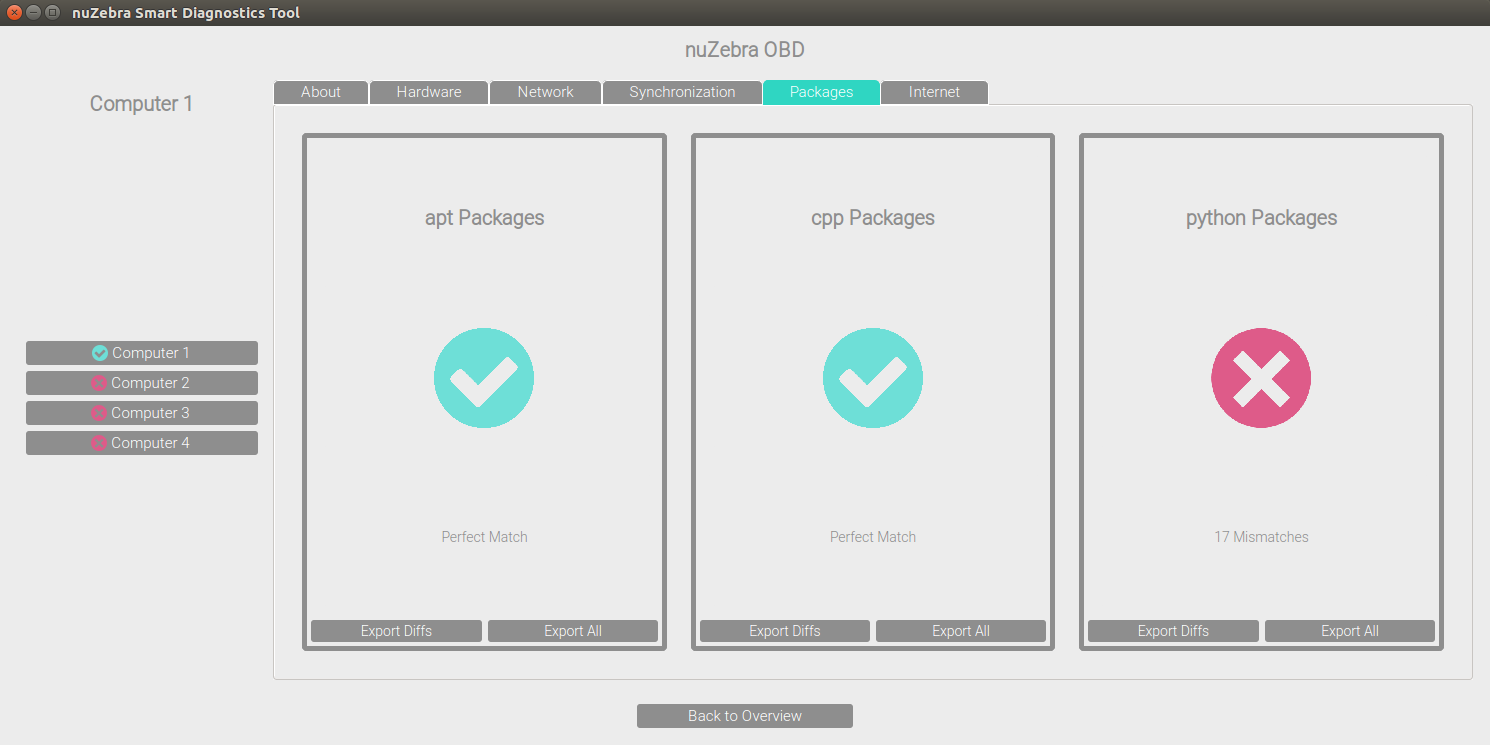 nuZebra Smart Diagnostics Tool
nuZebra OBD
Computer 1
Computer 1
Computer 2
Computer 3
Computer 4
About Hardware Network Synchronization Packages Internet
apt Packages
Perfect Match
Export Diffs Export All
cpp Packages
Perfect Match
Export Diffs Export All
python Packages
17 Mismatches
Export Diffs Export All
Back to Overview